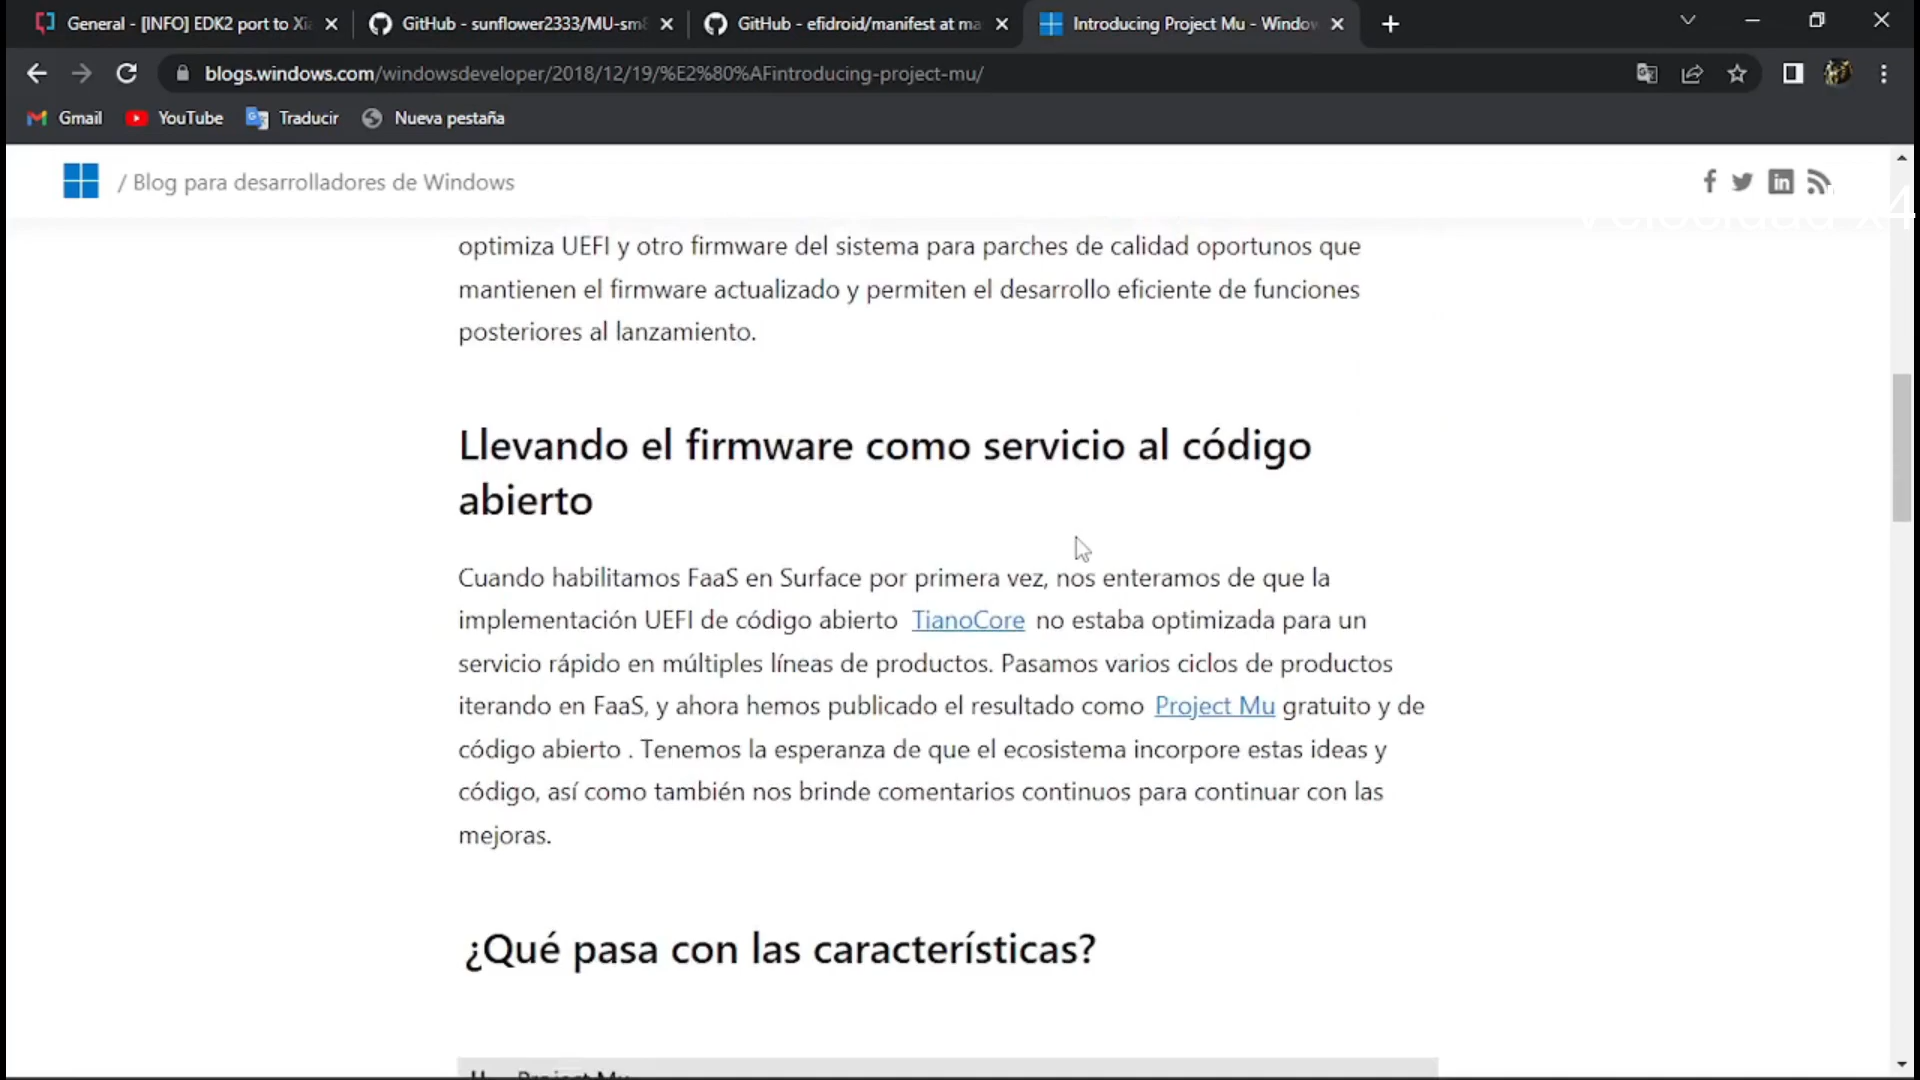 General - [INFO] EDK2 port to Xia
GitHub - sunflower2333/MU-sm8
GitHub - efidroid/manifest at ma
Introducing Project Mu - Window
blogs.windows.com/windowsdeveloper/2018/12/19/%E2%80%AFintroducing-project-mu/
Gmail
YouTube
Traducir
Nueva pestaña
/ Blog para desarrolladores de Windows
optimiza UEFI y otro firmware del sistema para parches de calidad oportunos que
mantienen el firmware actualizado y permiten el desarrollo eficiente de funciones
posteriores al lanzamiento.
Llevando el firmware como servicio al código
abierto
Cuando habilitamos FaaS en Surface por primera vez, nos enteramos de que la
implementación UEFI de código abierto TianoCore no estaba optimizada para un
servicio rápido en múltiples líneas de productos. Pasamos varios ciclos de productos
iterando en FaaS, y ahora hemos publicado el resultado como Project Mu gratuito y de
código abierto . Tenemos la esperanza de que el ecosistema incorpore estas ideas y
código, así como también nos brinde comentarios continuos para continuar con las
mejoras.
¿Qué pasa con las características?
Project Mu